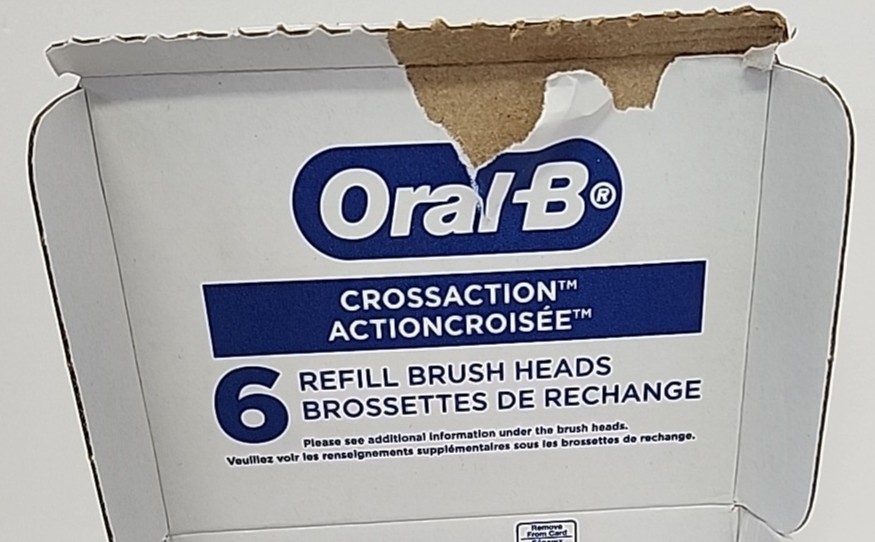 Oral-B®
CROSSACTION™
ACTIONCROISÉE™
6 REFILL BRUSH HEADS
BROSSETTES DE RECHANGE
Please see additional information under the brush heads.
Veuillez voir les renseignements supplémentaires sous les brossettes de rechange.
Remove
From Card